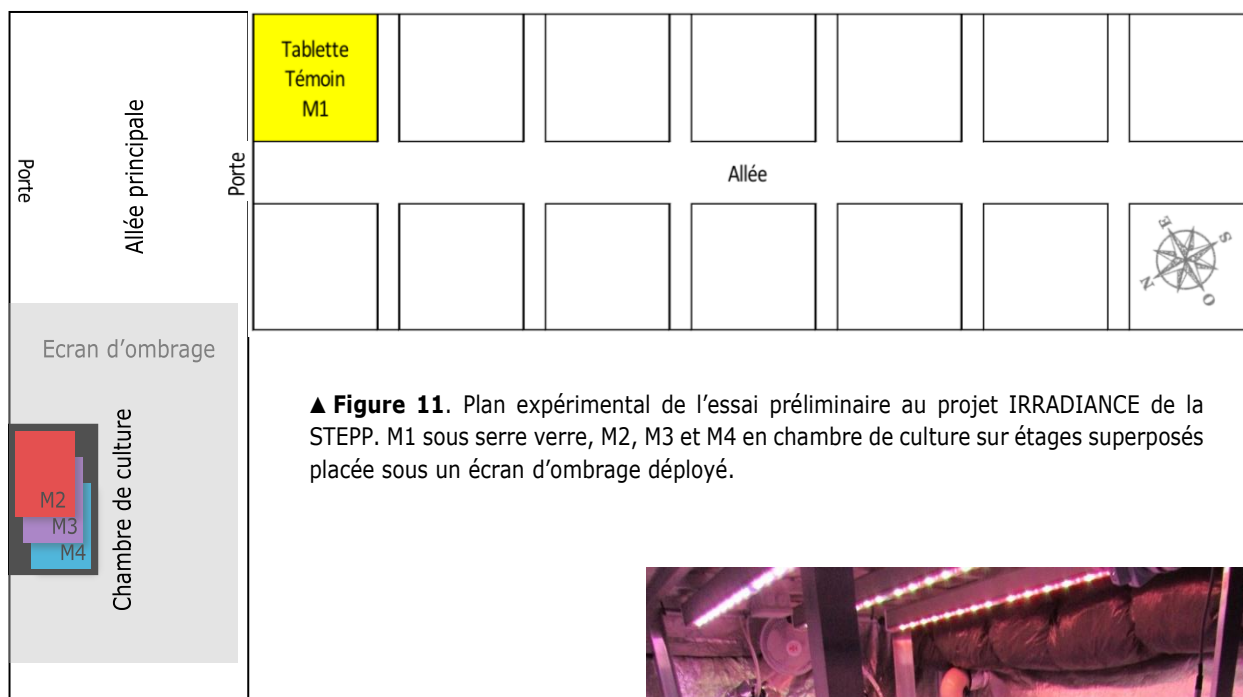 Tablette
Témoin
M1
Porte
Allée principale
Porte
Allée
E
S
N
O
Ecran d’ombrage
Chambre de culture
M2
M3
M4
▲ Figure 11. Plan expérimental de l’essai préliminaire au projet IRRADIANCE de la
STEPP. M1 sous serre verre, M2, M3 et M4 en chambre de culture sur étages superposés
placée sous un écran d’ombrage déployé.